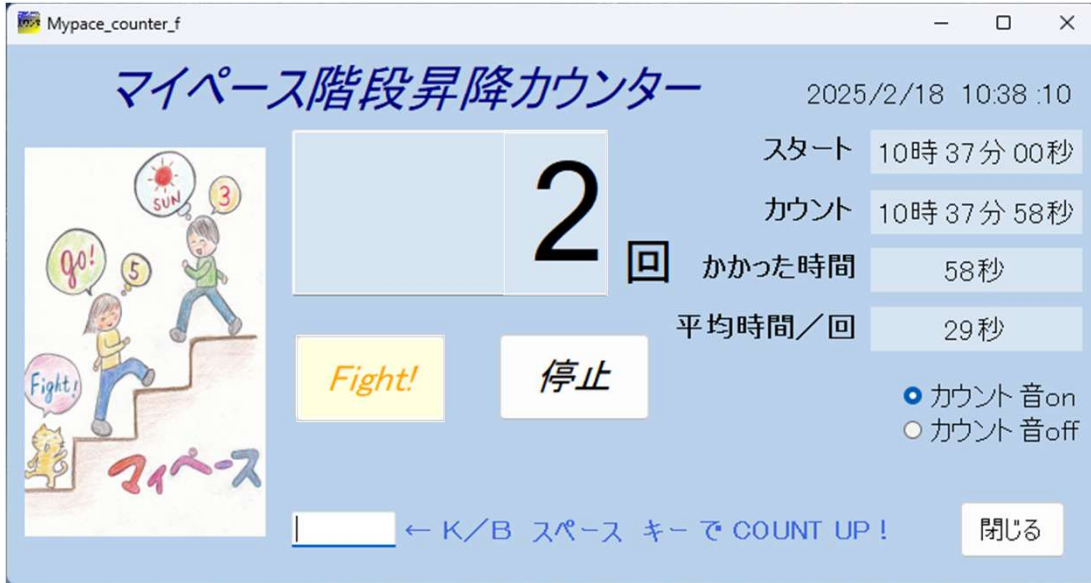 Mypace_counter_f
マイペース階段昇降カウンター
2025/2/18 10:38:10
2
回
スタート 10時37分00秒
カウント 10時37分58秒
かかった時間 58秒
平均時間／回 29秒
SUN
3
go!
5
Fight!
マイペース
Fight!
停止
カウント音on
カウント音off
← K／B スペース キーで COUNT UP！
閉じる